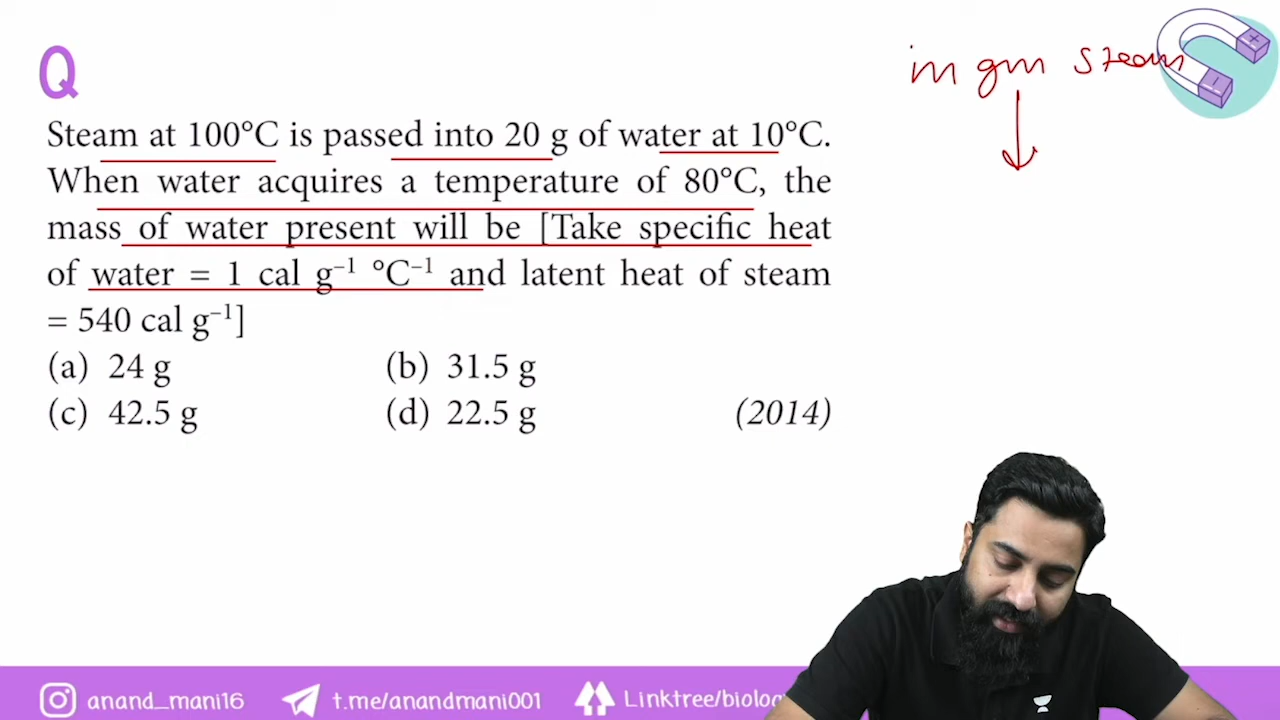 Q
Steam at 100°C is passed into 20 g of water at 10°C.
When water acquires a temperature of 80°C, the
mass of water present will be [Take specific heat
of water = 1 cal g⁻¹ °C⁻¹ and latent heat of steam
= 540 cal g⁻¹]
(a) 24 g (b) 31.5 g
(c) 42.5 g (d) 22.5 g (2014)
gm steam
anand_mani16 t.me/anandmani001 Linktree/biolog